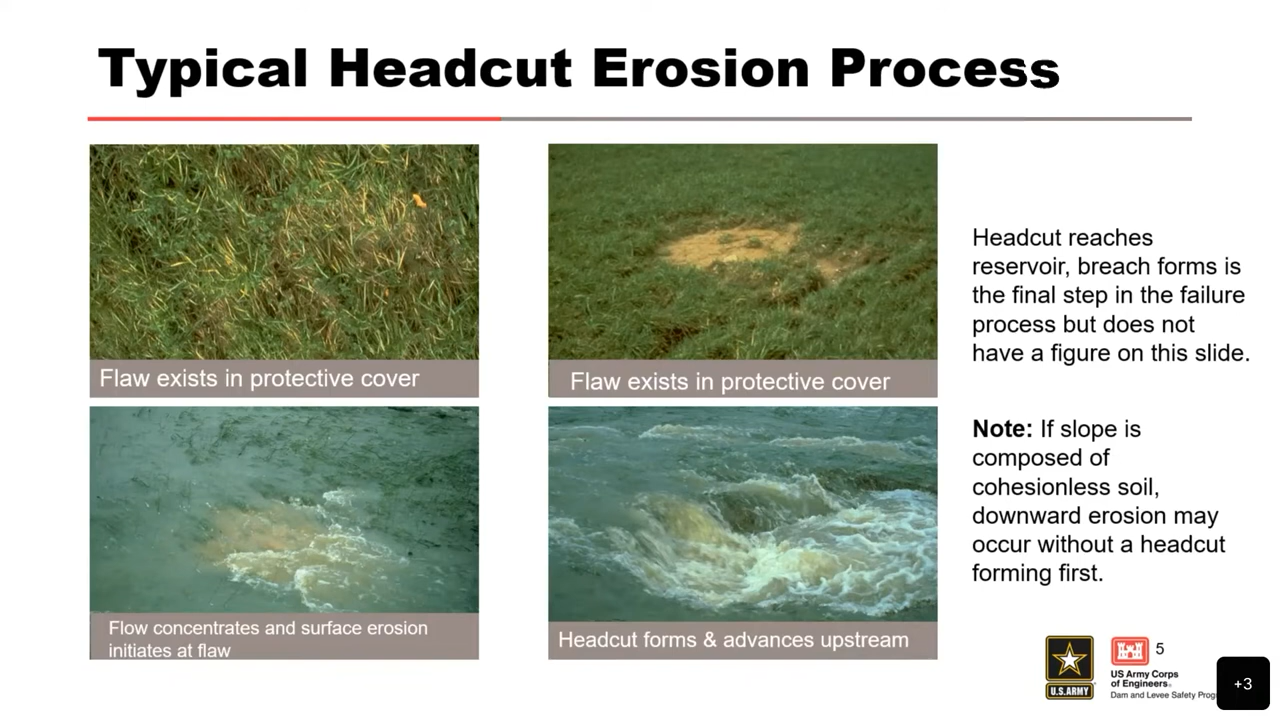 Typical Headcut Erosion Process
Flaw exists in protective cover
Flaw exists in protective cover
Flow concentrates and surface erosion
initiates at flaw
Headcut forms & advances upstream
Headcut reaches
reservoir, breach forms is
the final step in the failure
process but does not
have a figure on this slide.
Note: If slope is
composed of
cohesionless soil,
downward erosion may
occur without a headcut
forming first.
U.S.ARMY
5
US Army Corps
of Engineers®
Dam and Levee Safety
+3